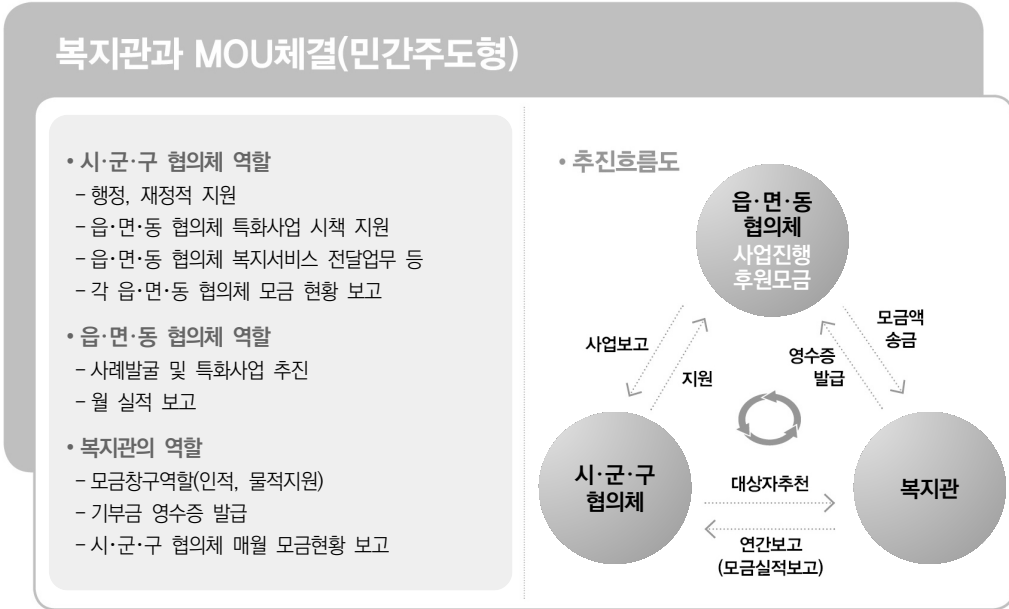 복지관과 MOU체결(민간주도형)
• 시·군·구 협의체 역할
- 행정, 재정적 지원
- 읍·면·동 협의체 특화사업 시책 지원
- 읍·면·동 협의체 복지서비스 전달업무 등
- 각 읍·면·동 협의체 모금 현황 보고
• 읍·면·동 협의체 역할
- 사례발굴 및 특화사업 추진
- 월 실적 보고
• 복지관의 역할
- 모금창구역할(인적, 물적지원)
- 기부금 영수증 발급
- 시·군·구 협의체 매월 모금현황 보고
• 추진흐름도
읍·면·동
협의체
사업진행
후원모금
사업보고
지원
모금액
송금
영수증
발급
시·군·구
협의체
대상자추천
연간보고
(모금실적보고)
복지관